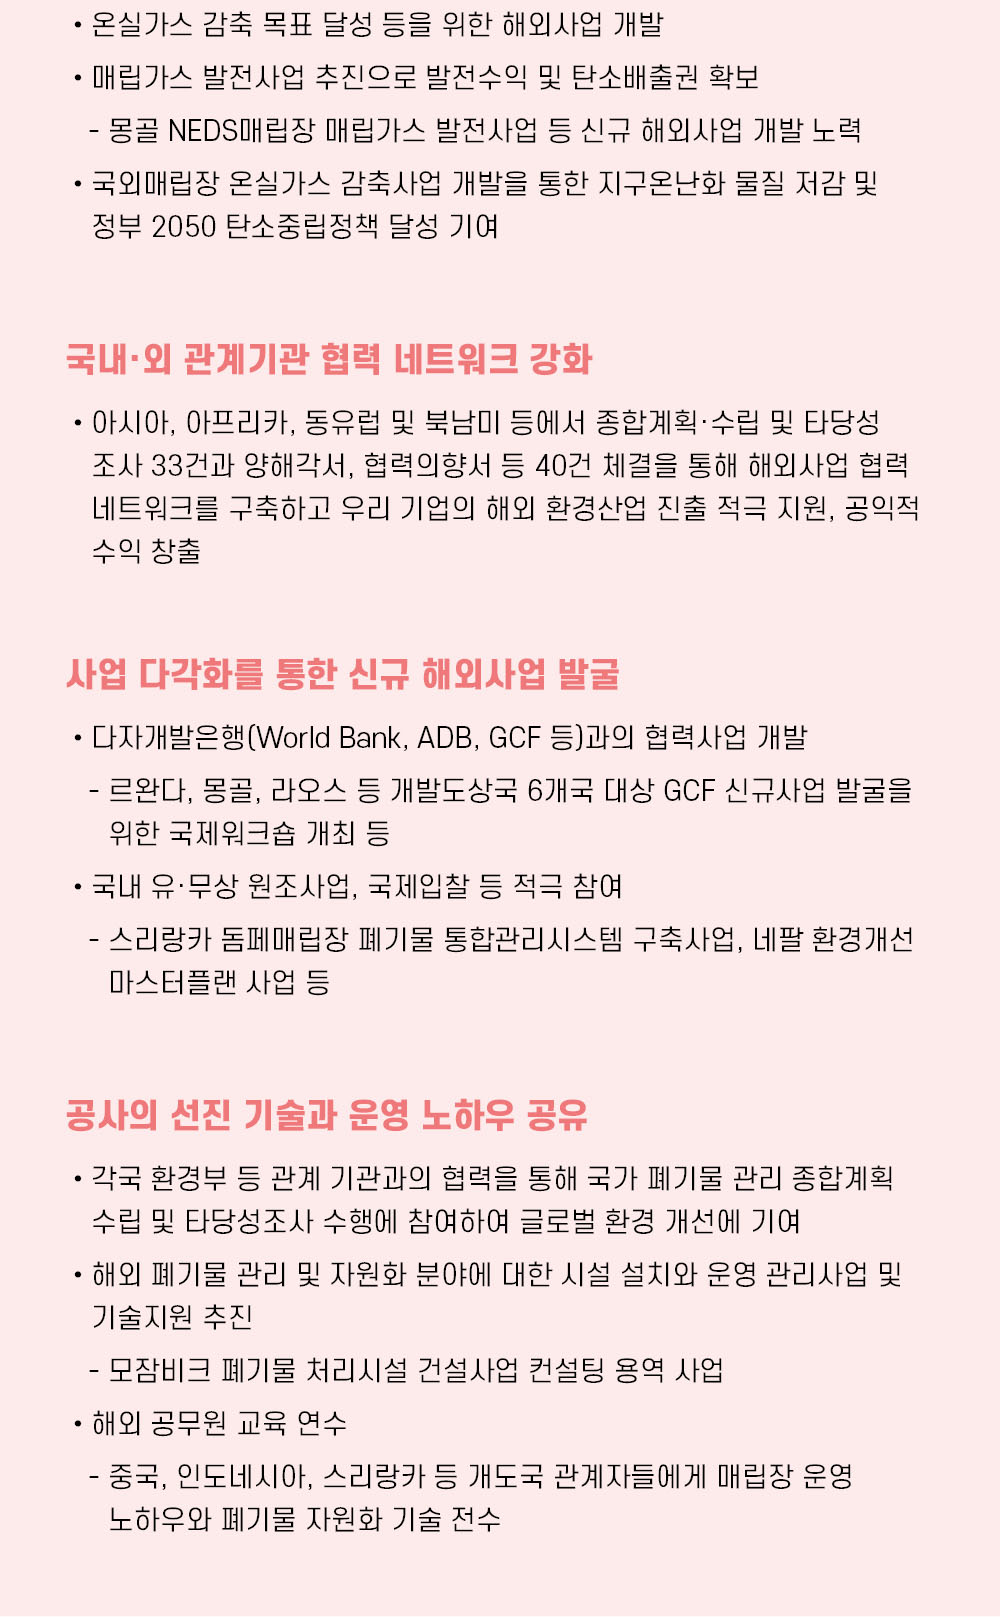 • 온실가스 감축 목표 달성 등을 위한 해외사업 개발
• 매립가스 발전사업 추진으로 발전수익 및 탄소배출권 확보
- 몽골 NEDS매립장 매립가스 발전사업 등 신규 해외사업 개발 노력
• 국외매립장 온실가스 감축사업 개발을 통한 지구온난화 물질 저감 및
정부 2050 탄소중립정책 달성 기여
국내·외 관계기관 협력 네트워크 강화
• 아시아, 아프리카, 동유럽 및 북남미 등에서 종합계획·수립 및 타당성
조사 33건과 양해각서, 협력의향서 등 40건 체결을 통해 해외사업 협력
네트워크를 구축하고 우리 기업의 해외 환경산업 진출 적극 지원, 공익적
수익 창출
사업 다각화를 통한 신규 해외사업 발굴
• 다자개발은행(World Bank, ADB, GCF 등)과의 협력사업 개발
- 르완다, 몽골, 라오스 등 개발도상국 6개국 대상 GCF 신규사업 발굴을
위한 국제워크숍 개최 등
• 국내 유·무상 원조사업, 국제입찰 등 적극 참여
- 스리랑카 돔페매립장 폐기물 통합관리시스템 구축사업, 네팔 환경개선
마스터플랜 사업 등
공사의 선진 기술과 운영 노하우 공유
• 각국 환경부 등 관계 기관과의 협력을 통해 국가 폐기물 관리 종합계획
수립 및 타당성조사 수행에 참여하여 글로벌 환경 개선에 기여
• 해외 폐기물 관리 및 자원화 분야에 대한 시설 설치와 운영 관리사업 및
기술지원 추진
- 모잠비크 폐기물 처리시설 건설사업 컨설팅 용역 사업
• 해외 공무원 교육 연수
- 중국, 인도네시아, 스리랑카 등 개도국 관계자들에게 매립장 운영
노하우와 폐기물 자원화 기술 전수